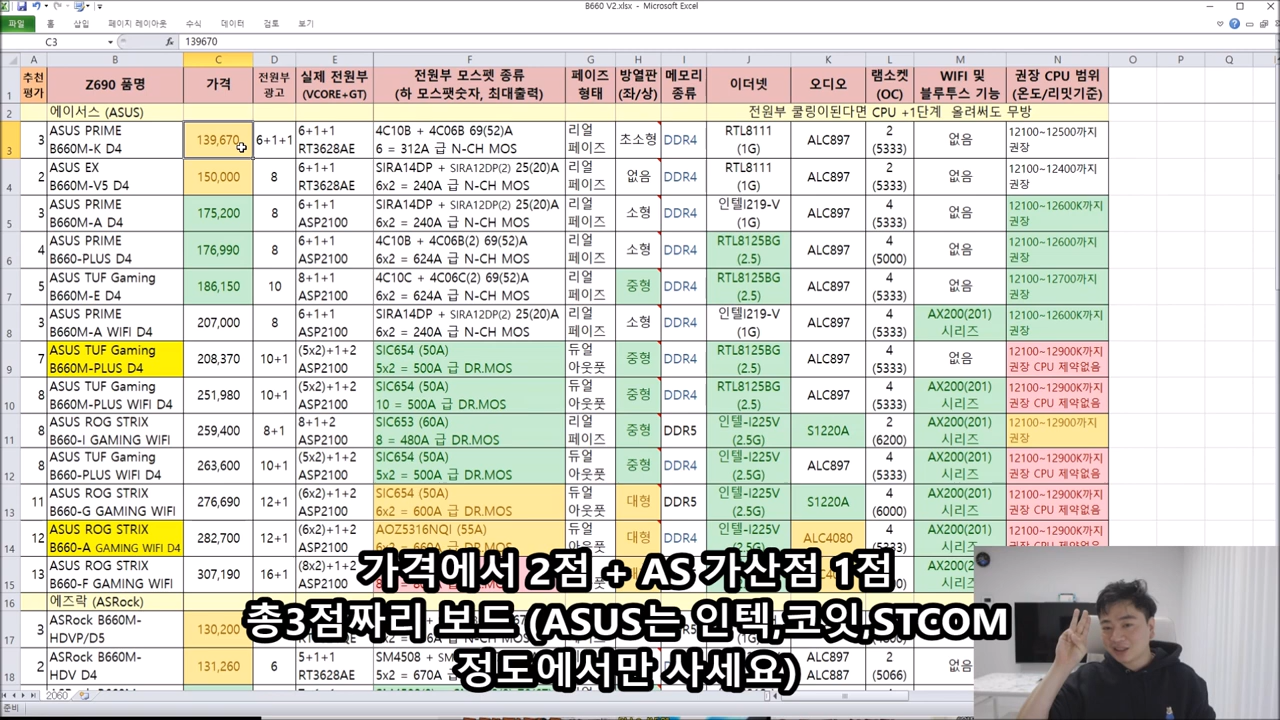 B660 V2.xlsx - Microsoft Excel
파일 홈 삽입 페이지 레이아웃 수식 데이터 검토 보기
C3 fx 139670
A B C D E F G H I J K L M N O P Q R
1 추천 평가 Z690 품명 가격 전원부 광고 실제 전원부 (VCORE+GT) 전원부 모스펫 종류 (하 모스팻숫자, 최대출력) 페이즈 형태 방열판 (좌/상) 메모리 종류 이더넷 오디오 램소켓 (OC) WIFI 및 블루투스 기능 권장 CPU 범위 (온도/리밋기준)
2 에이서스 (ASUS) 전원부 쿨링이된다면 CPU +1단계 올려써도 무방
3 3 ASUS PRIME B660M-K D4 139,670 6+1+1 6+1+1 RT3628AE 4C10B + 4C06B 69(52)A 6 = 312A 급 N-CH MOS 리얼 페이즈 초소형 DDR4 RTL8111 (1G) ALC897 2 (5333) 없음 12100~12500까지 권장
4 2 ASUS EX B660M-V5 D4 150,000 8 6+1+1 RT3628AE SIRA14DP + SIRA12DP(2) 25(20)A 6x2 = 240A 급 N-CH MOS 리얼 페이즈 없음 DDR4 RTL8111 (1G) ALC897 2 (5333) 없음 12100~12400까지 권장
5 3 ASUS PRIME B660M-A D4 175,200 8 6+1+1 ASP2100 SIRA14DP + SIRA12DP(2) 25(20)A 6x2 = 240A 급 N-CH MOS 리얼 페이즈 소형 DDR4 인텔I219-V (1G) ALC897 4 (5333) 없음 12100~12600K까지 권장
6 4 ASUS PRIME B660-PLUS D4 176,990 8 6+1+1 ASP2100 4C10B + 4C06B(2) 69(52)A 6x2 = 624A 급 N-CH MOS 리얼 페이즈 소형 DDR4 RTL8125BG (2.5) ALC897 4 (5000) 없음 12100~12600까지 권장
7 5 ASUS TUF Gaming B660M-E D4 186,150 10 8+1+1 ASP2100 4C10C + 4C06C(2) 69(52)A 6x2 = 624A 급 N-CH MOS 리얼 페이즈 중형 DDR4 RTL8125BG (2.5) ALC897 4 (5333) 없음 12100~12700까지 권장
8 3 ASUS PRIME B660M-A WIFI D4 207,000 8 6+1+1 ASP2100 SIRA14DP + SIRA12DP(2) 25(20)A 6x2 = 240A 급 N-CH MOS 리얼 페이즈 소형 DDR4 인텔I219-V (1G) ALC897 4 (5333) AX200(201) 시리즈 12100~12600K까지 권장
9 7 ASUS TUF Gaming B660M-PLUS D4 208,370 10+1 (5x2)+1+2 ASP2100 SIC654 (50A) 5x2 = 500A 급 DR.MOS 듀얼 아웃풋 중형 DDR4 RTL8125BG (2.5) ALC897 4 (5333) 없음 12100~12900K까지 권장 CPU 제약없음
10 8 ASUS TUF Gaming B660M-PLUS WIFI D4 251,980 10+1 (5x2)+1+2 ASP2100 SIC654 (50A) 10 = 500A 급 DR.MOS 듀얼 아웃풋 중형 DDR4 RTL8125BG (2.5) ALC897 4 (5333) AX200(201) 시리즈 12100~12900K까지 권장 CPU 제약없음
11 8 ASUS ROG STRIX B660-I GAMING WIFI 259,400 8+1 8+1+2 ASP2100 SIC653 (60A) 8 = 480A 급 DR.MOS 리얼 페이즈 중형 DDR5 인텔-I225V (2.5G) S1220A 2 (6200) AX200(201) 시리즈 12100~12900까지 권장
12 8 ASUS TUF Gaming B660-PLUS WIFI D4 263,600 10+1 (5x2)+1+2 ASP2100 SIC654 (50A) 5x2 = 500A 급 DR.MOS 듀얼 아웃풋 중형 DDR4 인텔-I225V (2.5G) ALC897 4 (5333) AX200(201) 시리즈 12100~12900K까지 권장 CPU 제약없음
13 11 ASUS ROG STRIX B660-G GAMING WIFI 276,690 12+1 (6x2)+1+2 ASP2100 SIC654 (50A) 6x2 = 600A 급 DR.MOS 듀얼 아웃풋 대형 DDR5 인텔-I225V (2.5G) S1220A 4 (6000) AX200(201) 시리즈 12100~12900K까지 권장 CPU 제약없음
14 12 ASUS ROG STRIX B660-A GAMING WIFI D4 282,700 12+1 (6x2)+1+2 ASP2100 AOZ5316NQI (55A) 듀얼 대형 DDR4 인텔-I225V ALC4080 4 AX200(201) 12100~12900K까지
15 13 ASUS ROG STRIX B660-F GAMING WIFI 307,190 16+1
16 에즈락 (ASRock)
17 3 ASRock B660M-HDVP/D5 130,200
18 2 ASRock B660M-HDV D4 131,260 6 5+1+1 RT3628AE SM4508 + 5x2 = 670A 급 ALC897 2 (5066) 없음
가격에서 2점 + AS 가산점 1점
총3점짜리 보드 (ASUS는 인텍,코잇,STCOM
정도에서만 사세요)
2060
준비